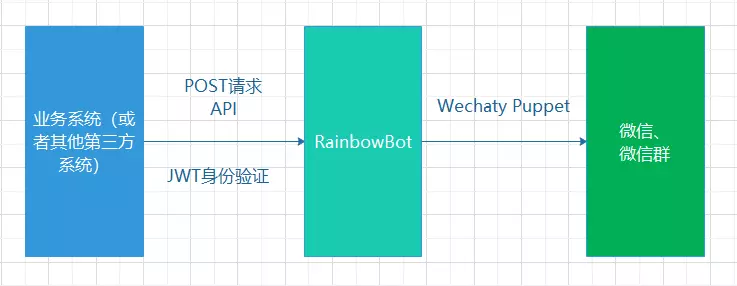 业务系统（或
者其他第三方
系统）
POST请求
API
JWT身份验证
RainbowBot
Wechaty Puppet
微信、
微信群